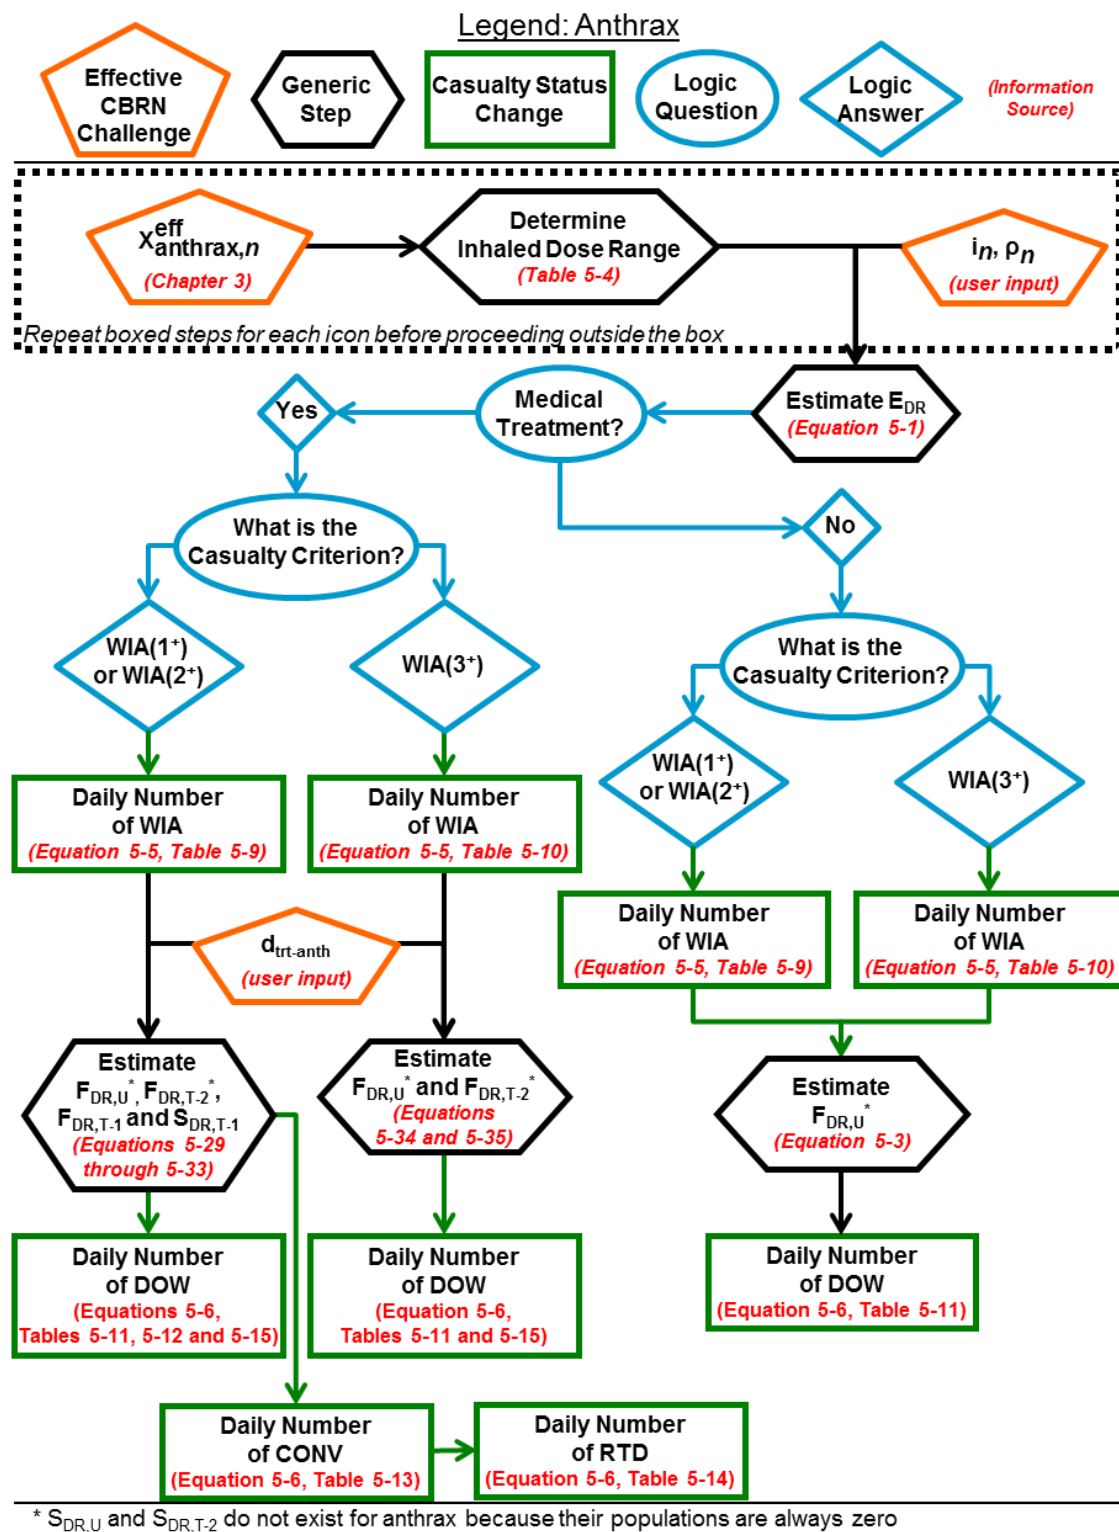 Legend: Anthrax
Effective
CBRN
Challenge
Generic
Step
Casualty Status
Change
Logic
Question
Logic
Answer
(Information
Source)
X^eff_anthrax,n
(Chapter 3)
Determine
Inhaled Dose Range
(Table 5-4)
i_n, ρ_n
(user input)
Repeat boxed steps for each icon before proceeding outside the box
Yes
Medical
Treatment?
Estimate E_DR
(Equation 5-1)
What is the
Casualty Criterion?
No
WIA(1⁺)
or WIA(2⁺)
WIA(3⁺)
What is the
Casualty Criterion?
WIA(1⁺)
or WIA(2⁺)
WIA(3⁺)
Daily Number
of WIA
(Equation 5-5, Table 5-9)
Daily Number
of WIA
(Equation 5-5, Table 5-10)
Daily Number
of WIA
(Equation 5-5, Table 5-9)
Daily Number
of WIA
(Equation 5-5, Table 5-10)
d_trt-anth
(user input)
Estimate
F_DR,U*, F_DR,T-2*,
F_DR,T-1 and S_DR,T-1
(Equations 5-29
through 5-33)
Estimate
F_DR,U* and F_DR,T-2*
(Equations
5-34 and 5-35)
Estimate
F_DR,U*
(Equation 5-3)
Daily Number
of DOW
(Equations 5-6,
Tables 5-11, 5-12 and 5-15)
Daily Number
of DOW
(Equation 5-6,
Tables 5-11 and 5-15)
Daily Number
of DOW
(Equation 5-6, Table 5-11)
Daily Number
of CONV
(Equation 5-6, Table 5-13)
Daily Number
of RTD
(Equation 5-6, Table 5-14)
* S_DR,U and S_DR,T-2 do not exist for anthrax because their populations are always zero